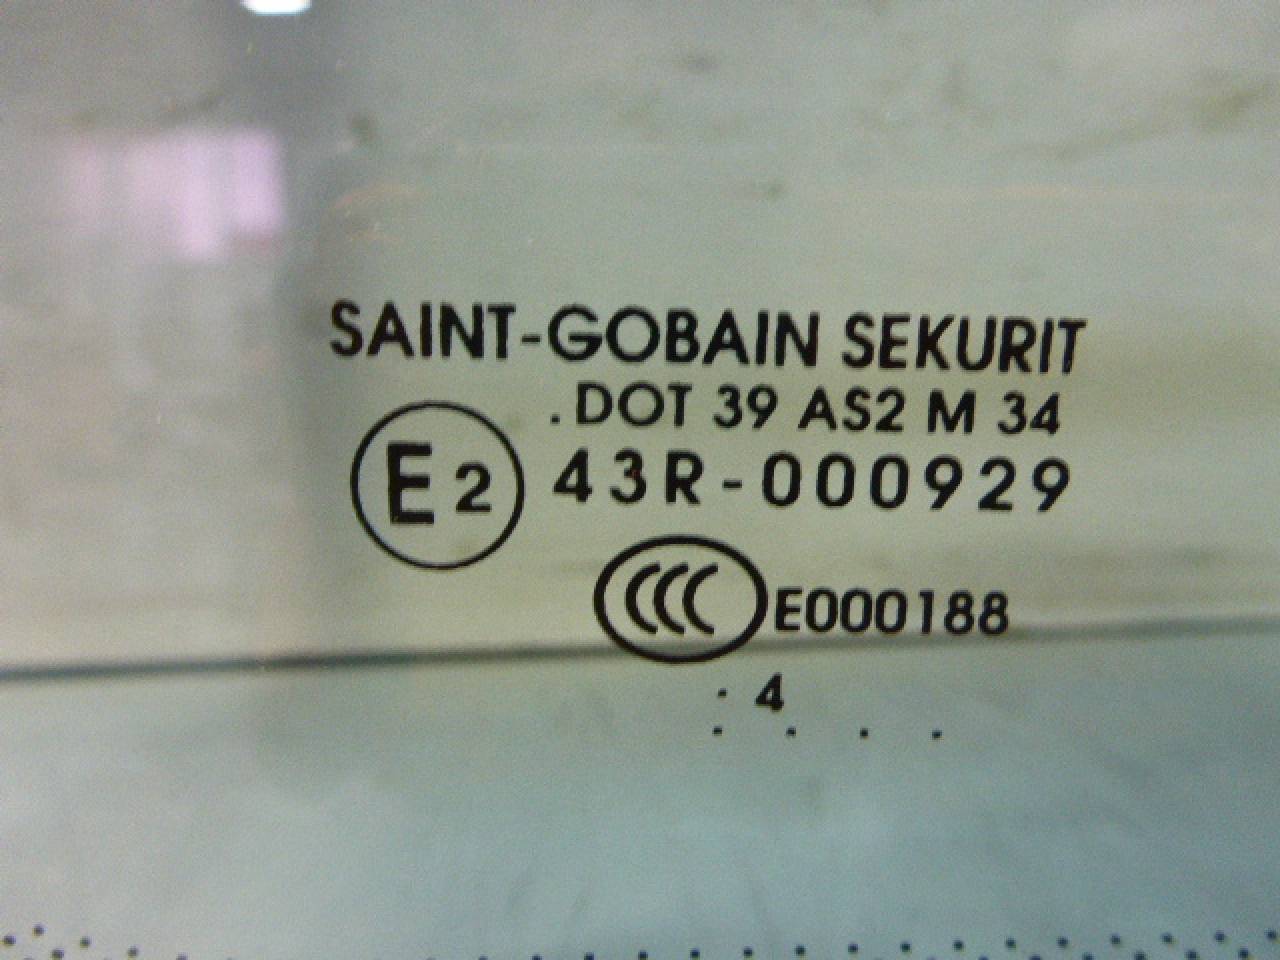 SAINT-GOBAIN SEKURIT
.DOT 39 AS2 M 34
E2 43R-000929
CCC E000188
. 4
. . . .